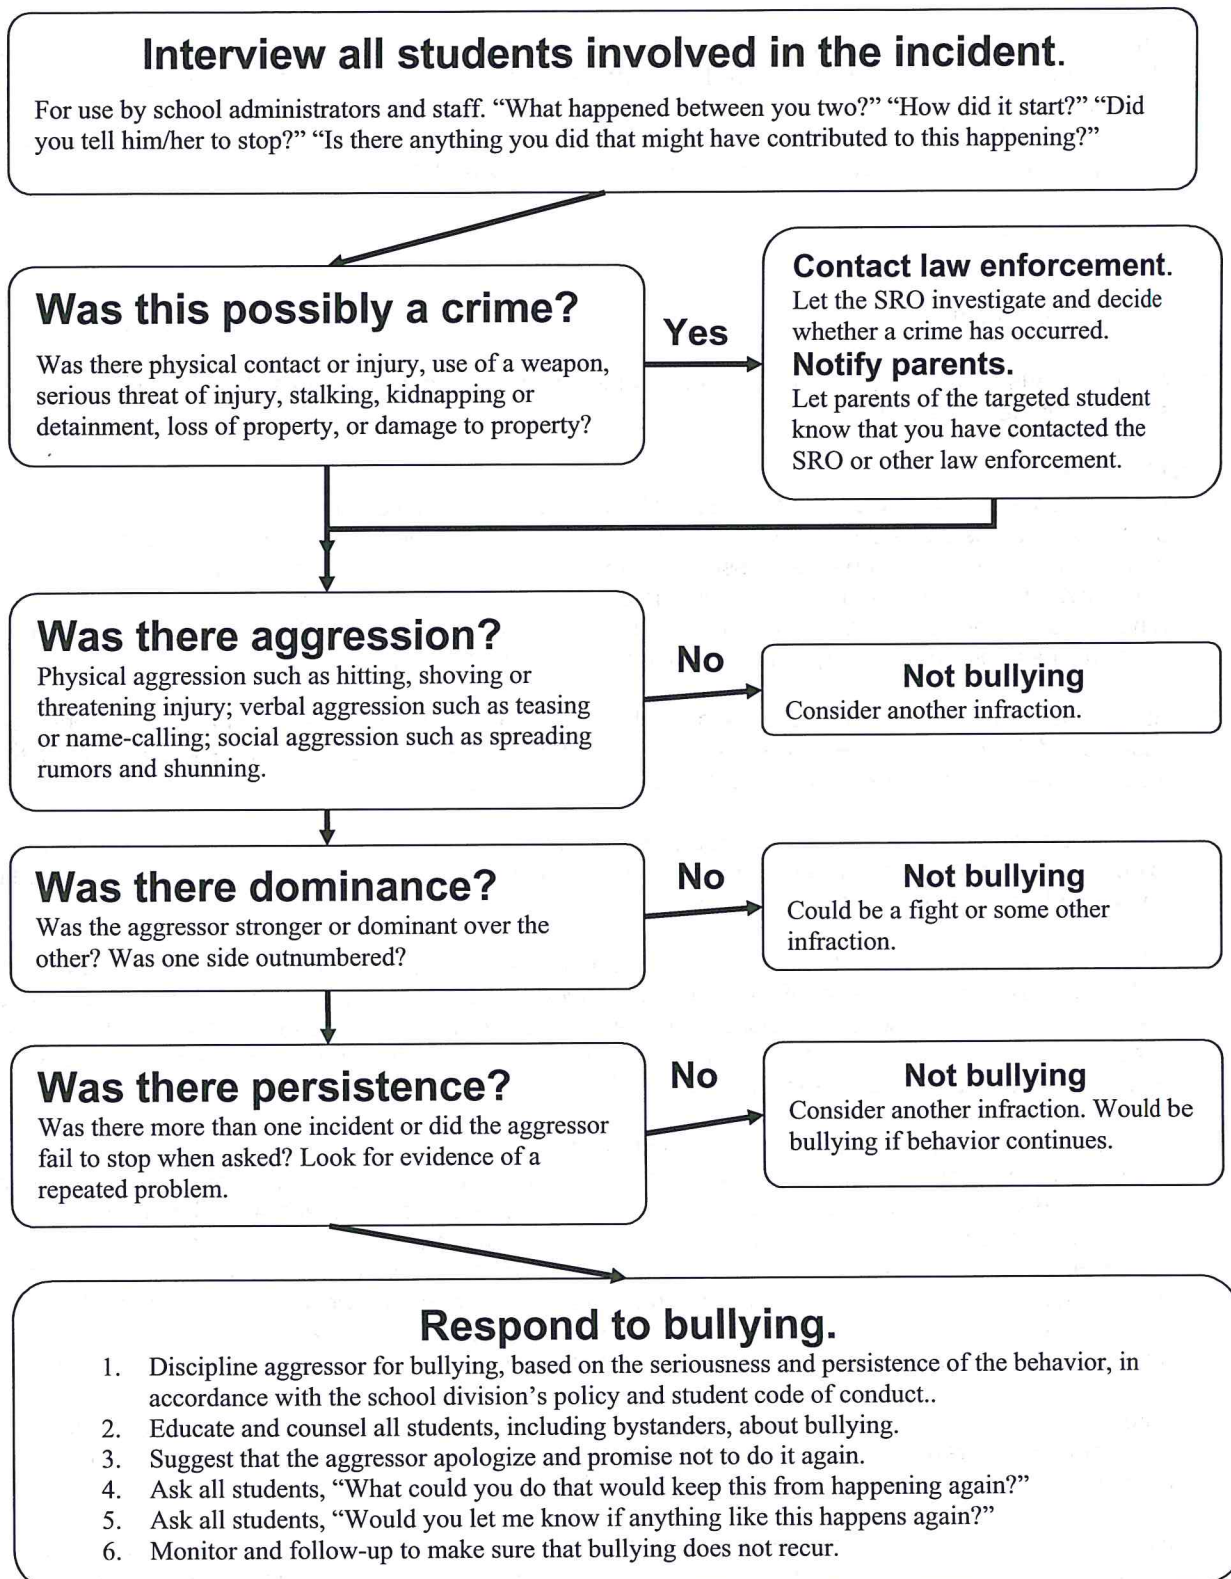 Interview all students involved in the incident.
For use by school administrators and staff. “What happened between you two?” “How did it start?” “Did
you tell him/her to stop?” “Is there anything you did that might have contributed to this happening?”
Was this possibly a crime?
Was there physical contact or injury, use of a weapon,
serious threat of injury, stalking, kidnapping or
detainment, loss of property, or damage to property?
Yes
Contact law enforcement.
Let the SRO investigate and decide
whether a crime has occurred.
Notify parents.
Let parents of the targeted student
know that you have contacted the
SRO or other law enforcement.
Was there aggression?
Physical aggression such as hitting, shoving or
threatening injury; verbal aggression such as teasing
or name-calling; social aggression such as spreading
rumors and shunning.
No
Not bullying
Consider another infraction.
Was there dominance?
Was the aggressor stronger or dominant over the
other? Was one side outnumbered?
No
Not bullying
Could be a fight or some other
infraction.
Was there persistence?
Was there more than one incident or did the aggressor
fail to stop when asked? Look for evidence of a
repeated problem.
No
Not bullying
Consider another infraction. Would be
bullying if behavior continues.
Respond to bullying.
1. Discipline aggressor for bullying, based on the seriousness and persistence of the behavior, in
accordance with the school division’s policy and student code of conduct..
2. Educate and counsel all students, including bystanders, about bullying.
3. Suggest that the aggressor apologize and promise not to do it again.
4. Ask all students, “What could you do that would keep this from happening again?”
5. Ask all students, “Would you let me know if anything like this happens again?”
6. Monitor and follow-up to make sure that bullying does not recur.